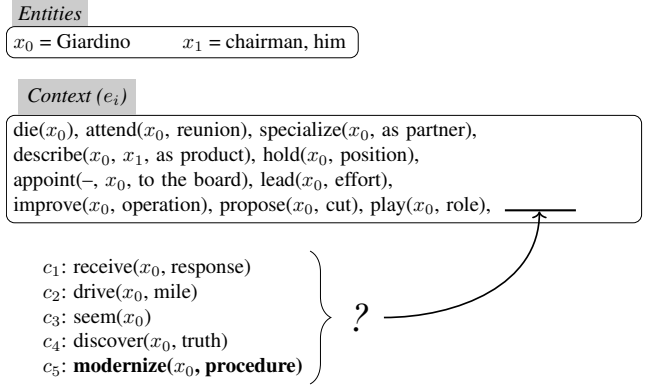 Entities
x0 = Giardino x1 = chairman, him
Context (ei)
die(x0), attend(x0, reunion), specialize(x0, as partner),
describe(x0, x1, as product), hold(x0, position),
appoint(–, x0, to the board), lead(x0, effort),
improve(x0, operation), propose(x0, cut), play(x0, role),
c1: receive(x0, response)
c2: drive(x0, mile)
c3: seem(x0)
c4: discover(x0, truth)
c5: modernize(x0, procedure)
?